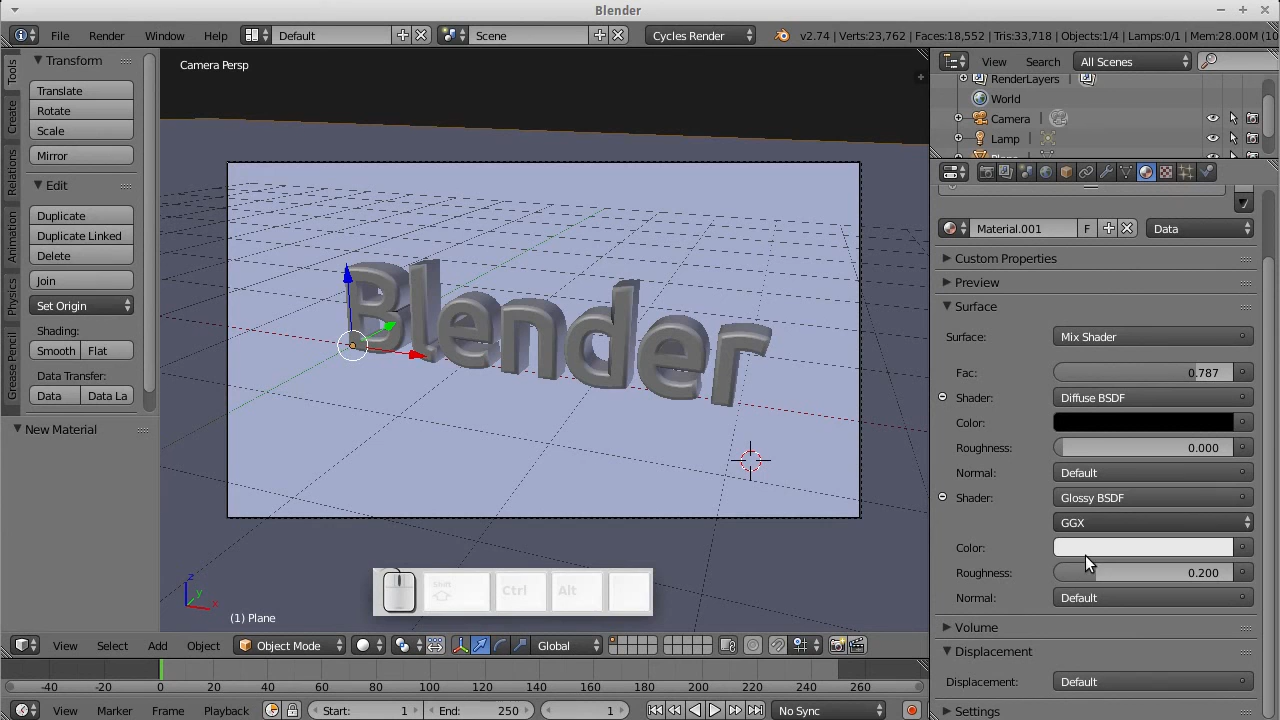 Blender
File Render Window Help Default Scene Cycles Render v2.74 | Verts:23,762 | Faces:18,552 | Tris:33,718 | Objects:1/4 | Lamps:0/1 | Mem:28.00M (10
Tools
Create
Relations
Animation
Physics
Grease Pencil
Transform
Translate
Rotate
Scale
Mirror
Edit
Duplicate
Duplicate Linked
Delete
Join
Set Origin
Shading:
Smooth Flat
Data Transfer:
Data Data La
New Material
Camera Persp
Blender
Shift Ctrl Alt
z
y
x
(1) Plane
View Search All Scenes
RenderLayers
World
Camera
Lamp
Material.001 F Data
Custom Properties
Preview
Surface
Surface: Mix Shader
Fac: 0.787
Shader: Diffuse BSDF
Color:
Roughness: 0.000
Normal: Default
Shader: Glossy BSDF
GGX
Color:
Roughness: 0.200
Normal: Default
Volume
Displacement
Displacement: Default
Settings
View Select Add Object Object Mode Global
-40 -20 0 20 40 60 80 100 120 140 160 180 200 220 240 260
View Marker Frame Playback Start: 1 End: 250 1 No Sync